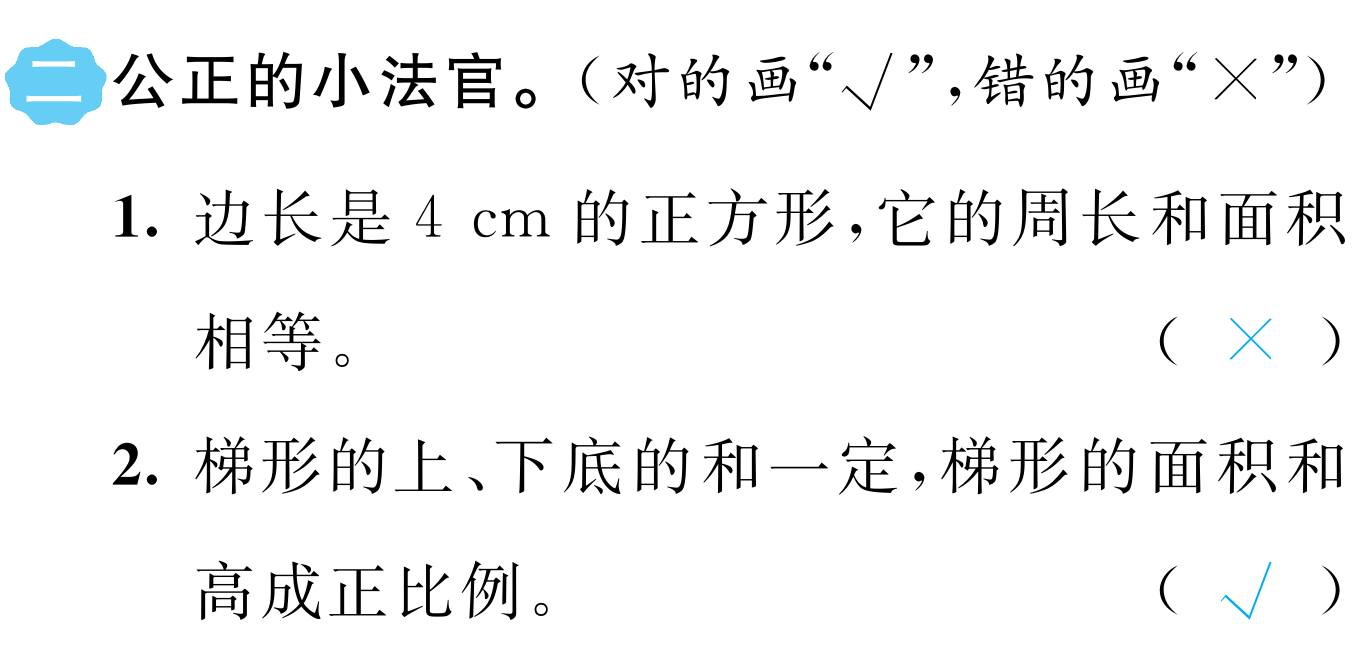 二 公正的小法官。(对的画“√”,错的画“×”)
1. 边长是 4 cm 的正方形,它的周长和面积
相等。 ( × )
2. 梯形的上、下底的和一定,梯形的面积和
高成正比例。 ( √ )